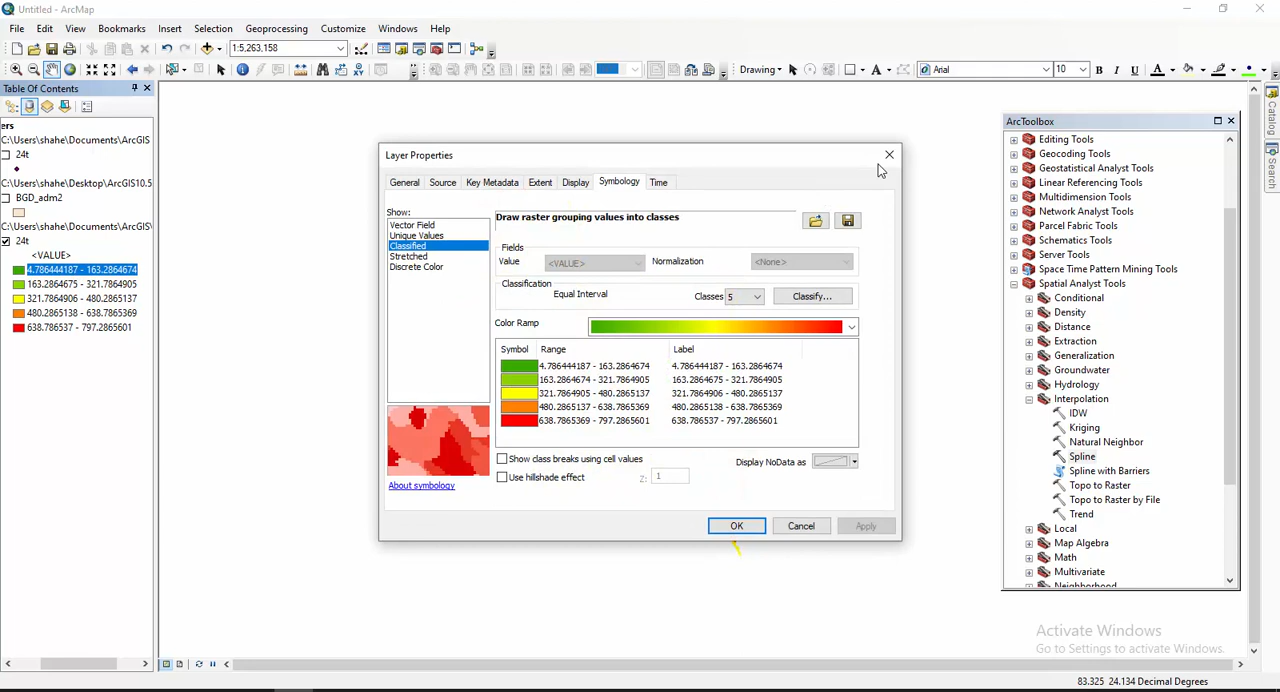 Untitled - ArcMap
File Edit View Bookmarks Insert Selection Geoprocessing Customize Windows Help
1:5,263,158
Drawing Arial 10 B I U A
Table Of Contents
ers
C:\Users\shahe\Documents\ArcGIS
24t
C:\Users\shahe\Desktop\ArcGIS10.5
BGD_adm2
C:\Users\shahe\Documents\ArcGIS\
24t
<VALUE>
4.786444187 - 163.2864674
163.2864675 - 321.7864905
321.7864906 - 480.2865137
480.2865138 - 638.7865369
638.786537 - 797.2865601
Layer Properties
General Source Key Metadata Extent Display Symbology Time
Show:
Vector Field
Unique Values
Classified
Stretched
Discrete Color
About symbology
Draw raster grouping values into classes
Fields
Value <VALUE> Normalization <None>
Classification
Equal Interval Classes 5 Classify...
Color Ramp
Symbol Range Label
4.786444187 - 163.2864674 4.786444187 - 163.2864674
163.2864674 - 321.7864905 163.2864675 - 321.7864905
321.7864905 - 480.2865137 321.7864906 - 480.2865137
480.2865137 - 638.7865369 480.2865138 - 638.7865369
638.7865369 - 797.2865601 638.786537 - 797.2865601
Show class breaks using cell values Display NoData as
Use hillshade effect Z: 1
OK Cancel Apply
ArcToolbox
Editing Tools
Geocoding Tools
Geostatistical Analyst Tools
Linear Referencing Tools
Multidimension Tools
Network Analyst Tools
Parcel Fabric Tools
Schematics Tools
Server Tools
Space Time Pattern Mining Tools
Spatial Analyst Tools
Conditional
Density
Distance
Extraction
Generalization
Groundwater
Hydrology
Interpolation
IDW
Kriging
Natural Neighbor
Spline
Spline with Barriers
Topo to Raster
Topo to Raster by File
Trend
Local
Map Algebra
Math
Multivariate
Neighborhood
Catalog
Search
Activate Windows
Go to Settings to activate Windows.
83.325 24.134 Decimal Degrees